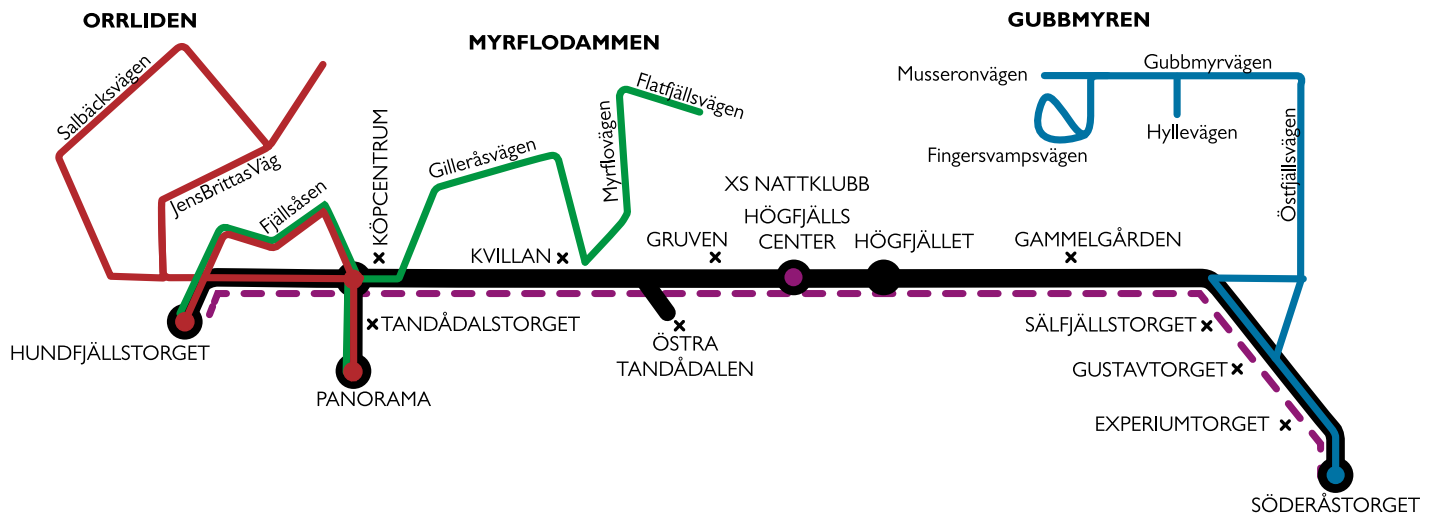 ORRLIDEN
MYRFLODAMMEN
GUBBMYREN
Salbäcksvägen
JensBrittasVäg
Fjällsåsen
KÖPCENTRUM
Gilleråsvägen
Myrflovägen
Flatfjällsvägen
Musseronvägen
Gubbmyrvägen
Hyllevägen
Fingersvampsvägen
Östfjällsvägen
XS NATTKLUBB
HÖGFJÄLLS
CENTER
HÖGFJÄLLET
GRUVEN
KVILLAN
GAMMELGÅRDEN
HUNDFJÄLLSTORGET
TANDÅDALSTORGET
PANORAMA
ÖSTRA
TANDÅDALEN
SÄLFJÄLLSTORGET
GUSTAVTORGET
EXPERIUMTORGET
SÖDERÅSTORGET